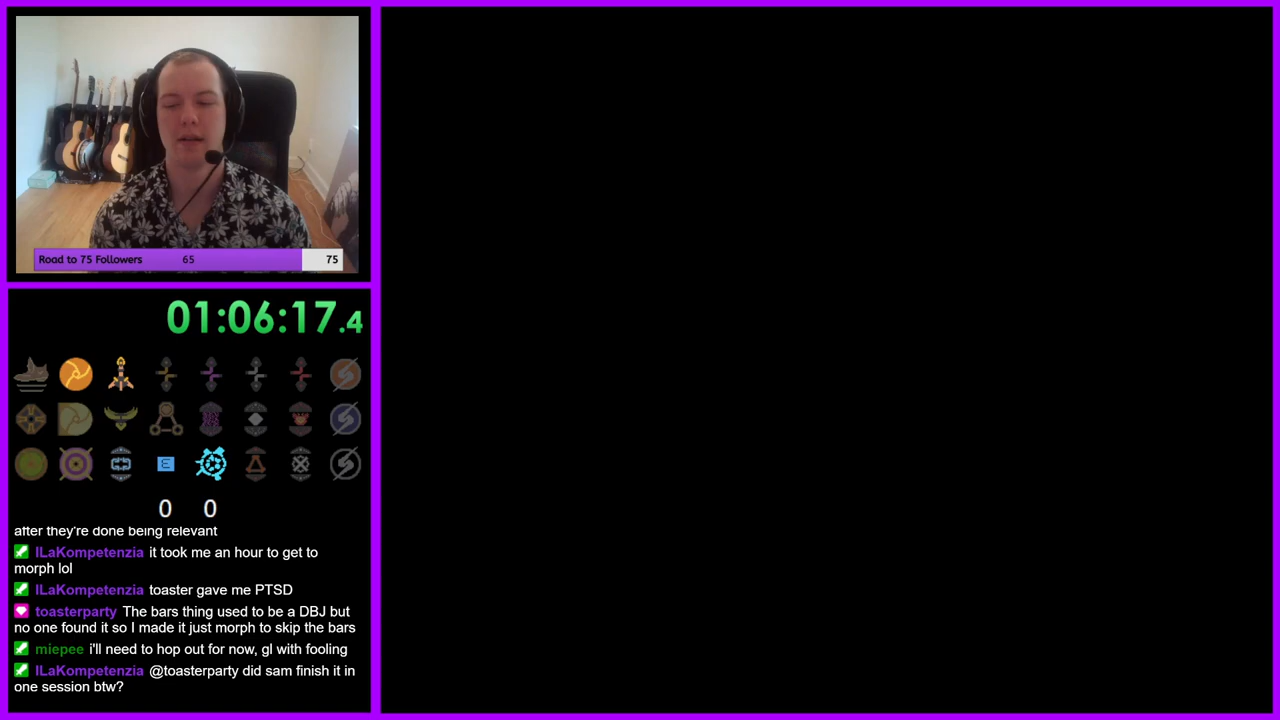 Road to 75 Followers 65 75
01:06:17.4
0 0
after they're done being relevant
ILaKompetenzia it took me an hour to get to
morph lol
ILaKompetenzia toaster gave me PTSD
toasterparty The bars thing used to be a DBJ but
no one found it so I made it just morph to skip the bars
miepee i'll need to hop out for now, gl with fooling
ILaKompetenzia @toasterparty did sam finish it in
one session btw?